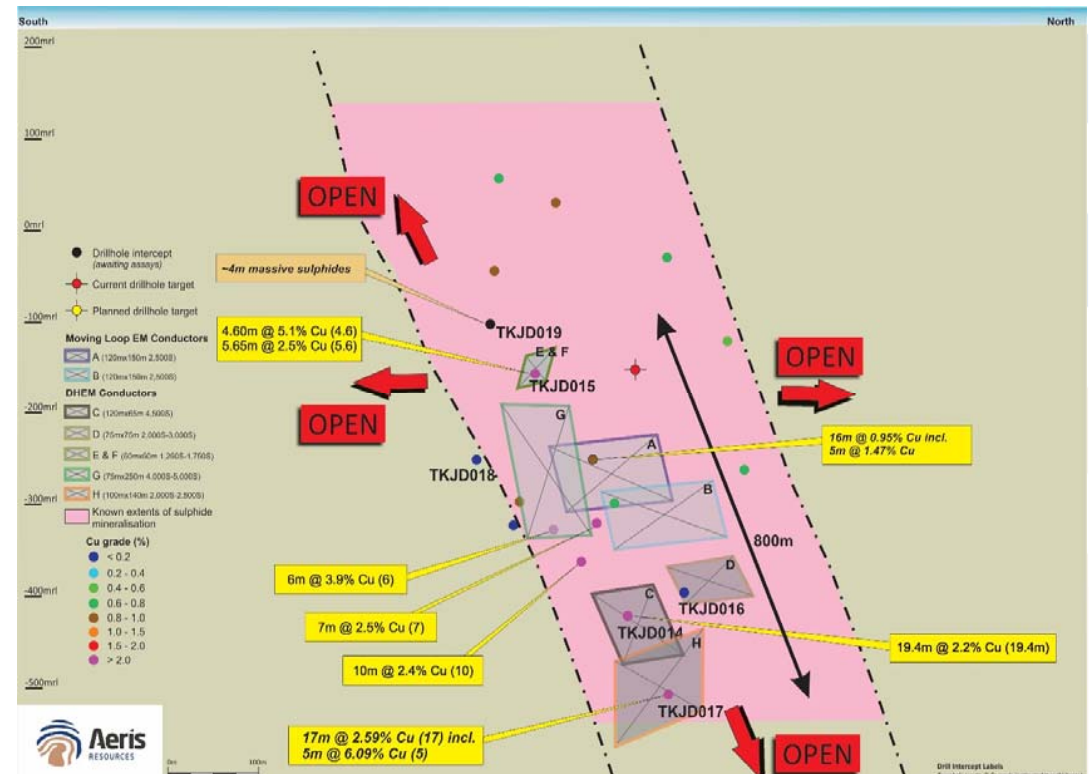 South
North
200mrl
100mrl
0mrl
-100mrl
-200mrl
-300mrl
-400mrl
-500mrl
OPEN
OPEN
OPEN
OPEN
Drillhole intercept
(awaiting assays)
Current drillhole target
Planned drillhole target
Moving Loop EM Conductors
A (120mx150m 2,500S)
B (120mx150m 2,500S)
DHEM Conductors
C (120mx65m 4,500S)
D (75mx75m 2,000S-3,000S)
E & F (60mx60m 1,260S-1,760S)
G (75mx250m 4,000S-5,000S)
H (100mx140m 2,000S-2,500S)
Known extents of sulphide
mineralisation
Cu grade (%)
< 0.2
0.2 - 0.4
0.4 - 0.6
0.6 - 0.8
0.8 - 1.0
1.0 - 1.5
1.5 - 2.0
> 2.0
~4m massive sulphides
TKJD019
4.60m @ 5.1% Cu (4.6)
5.65m @ 2.5% Cu (5.6)
E & F
TKJD015
G
A
B
16m @ 0.95% Cu incl.
5m @ 1.47% Cu
TKJD018
800m
6m @ 3.9% Cu (6)
7m @ 2.5% Cu (7)
10m @ 2.4% Cu (10)
D
TKJD016
C
TKJD014
H
19.4m @ 2.2% Cu (19.4m)
TKJD017
17m @ 2.59% Cu (17) incl.
5m @ 6.09% Cu (5)
Aeris
RESOURCES
0m
100m
Drill Intercept Labels